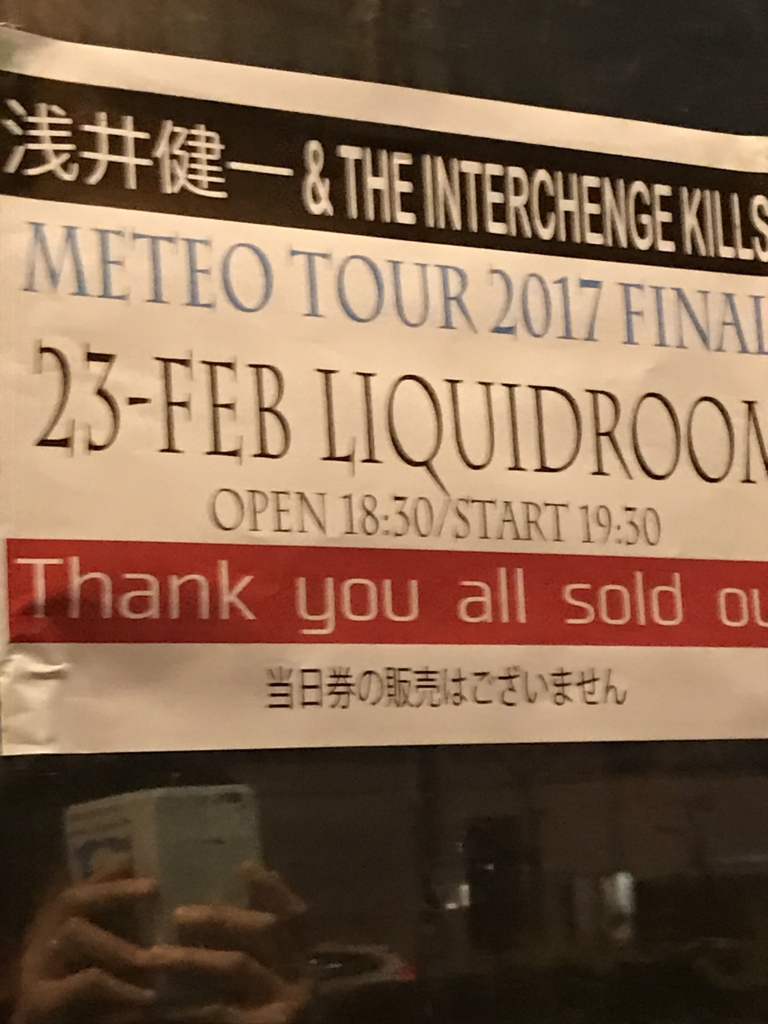 浅井健一 & THE INTERCHENGE KILLS
METEO TOUR 2017 FINAL
23-FEB LIQUIDROOM
OPEN 18:30/START 19:30
Thank you all sold ou
当日券の販売はございません